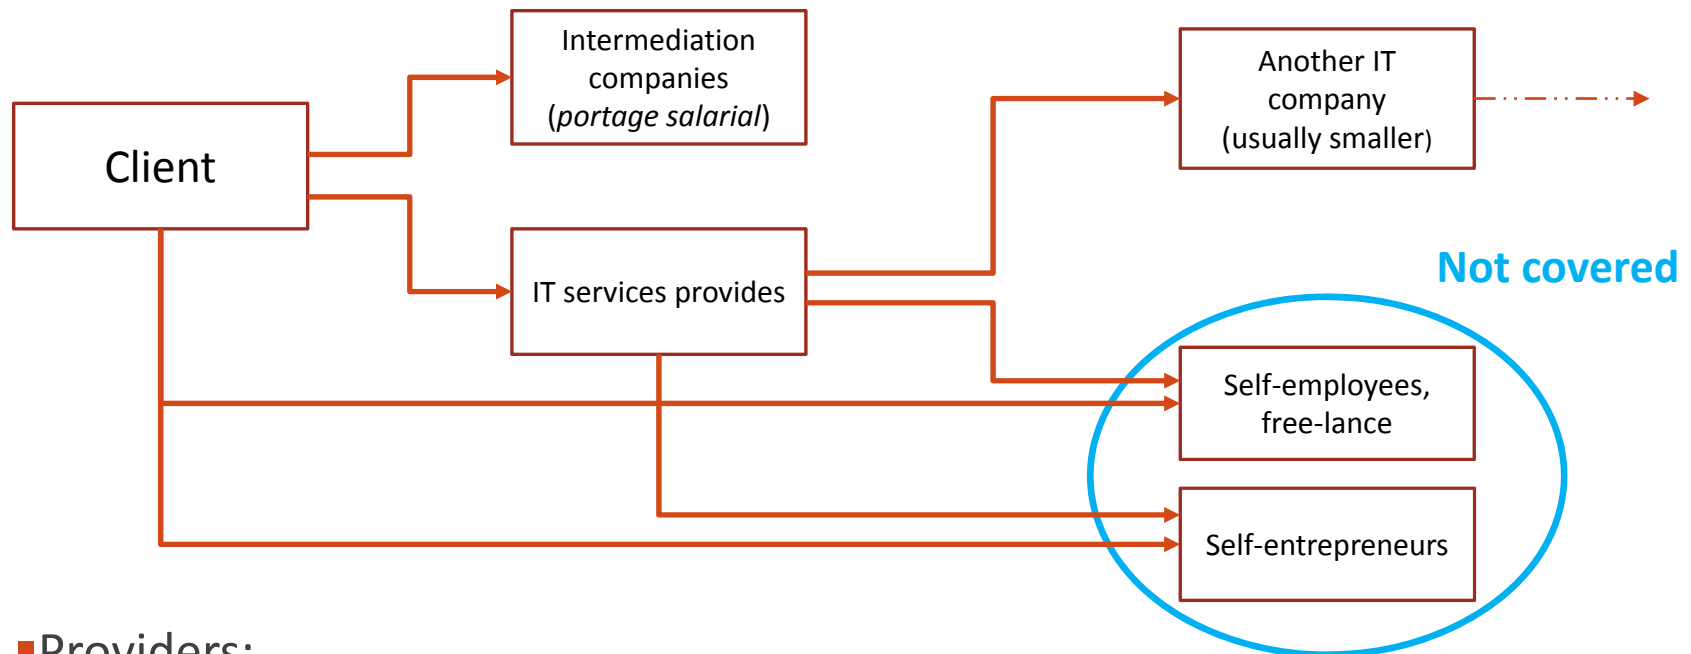 Intermediation
companies
(portage salarial)
Another IT
company
(usually smaller)
Client
IT services provides
Not covered
Self-employees,
free-lance
Self-entrepreneurs
▪Providers: